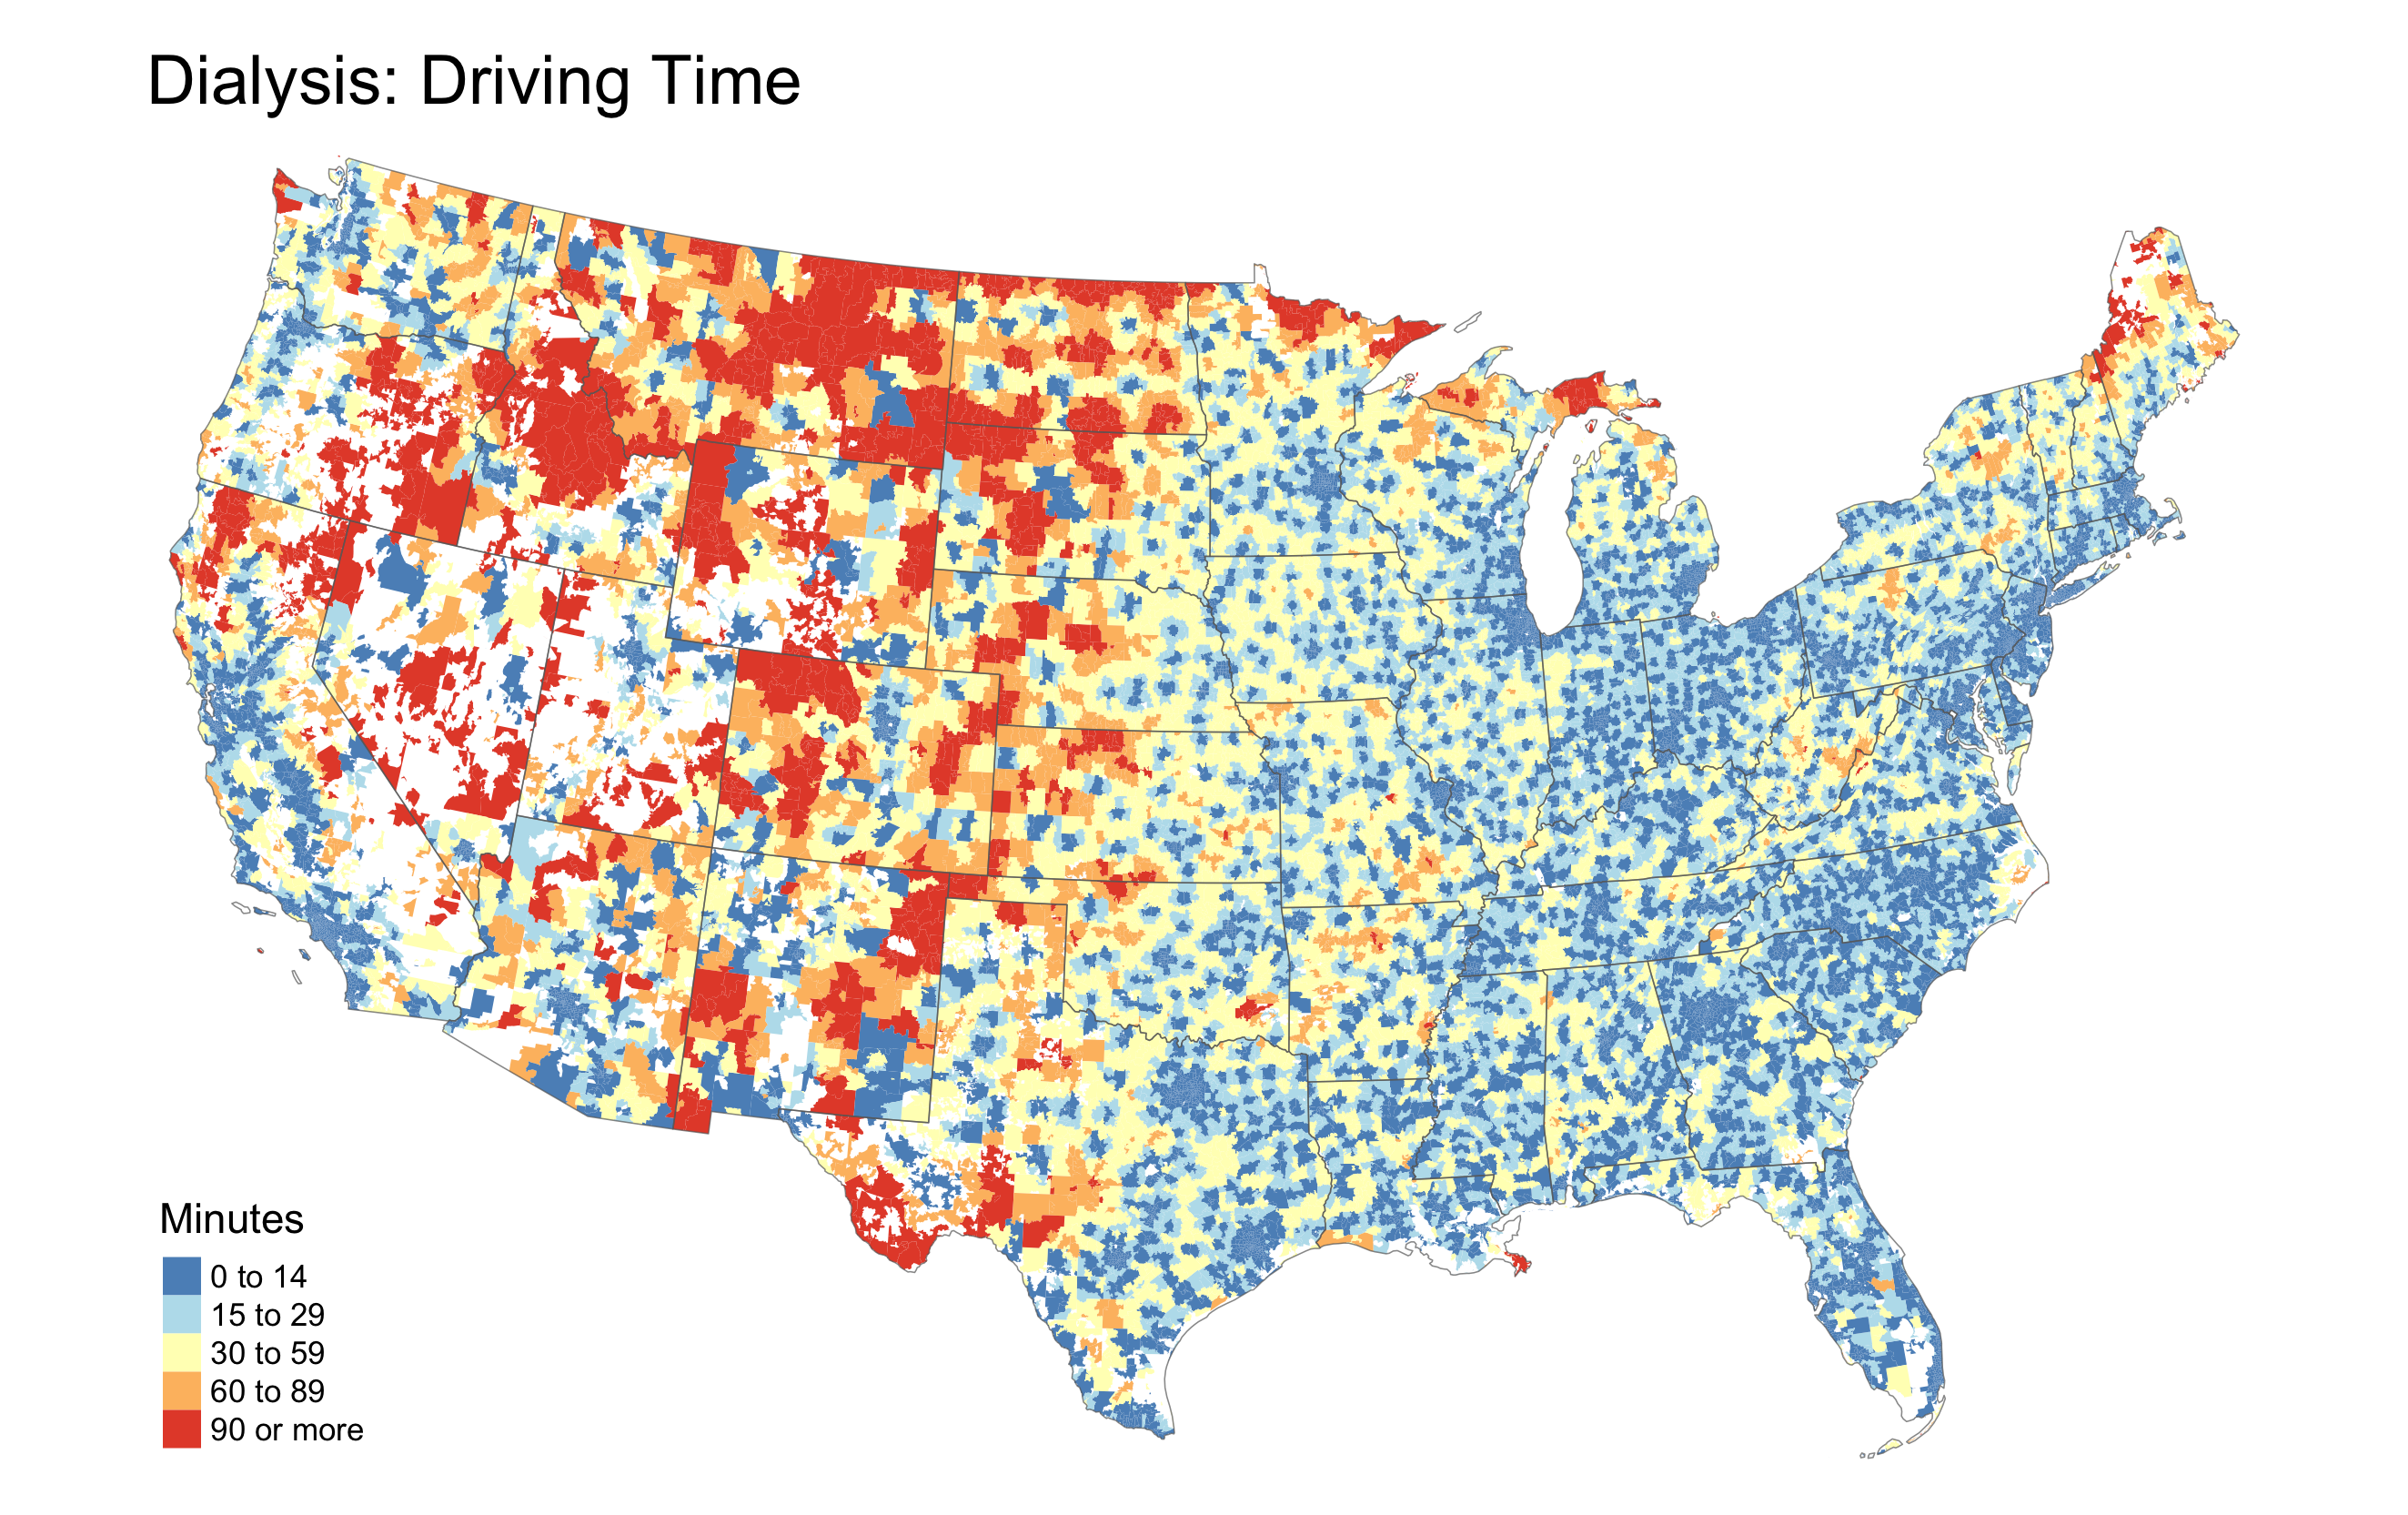 Dialysis: Driving Time
Minutes
0 to 14
15 to 29
30 to 59
60 to 89
90 or more